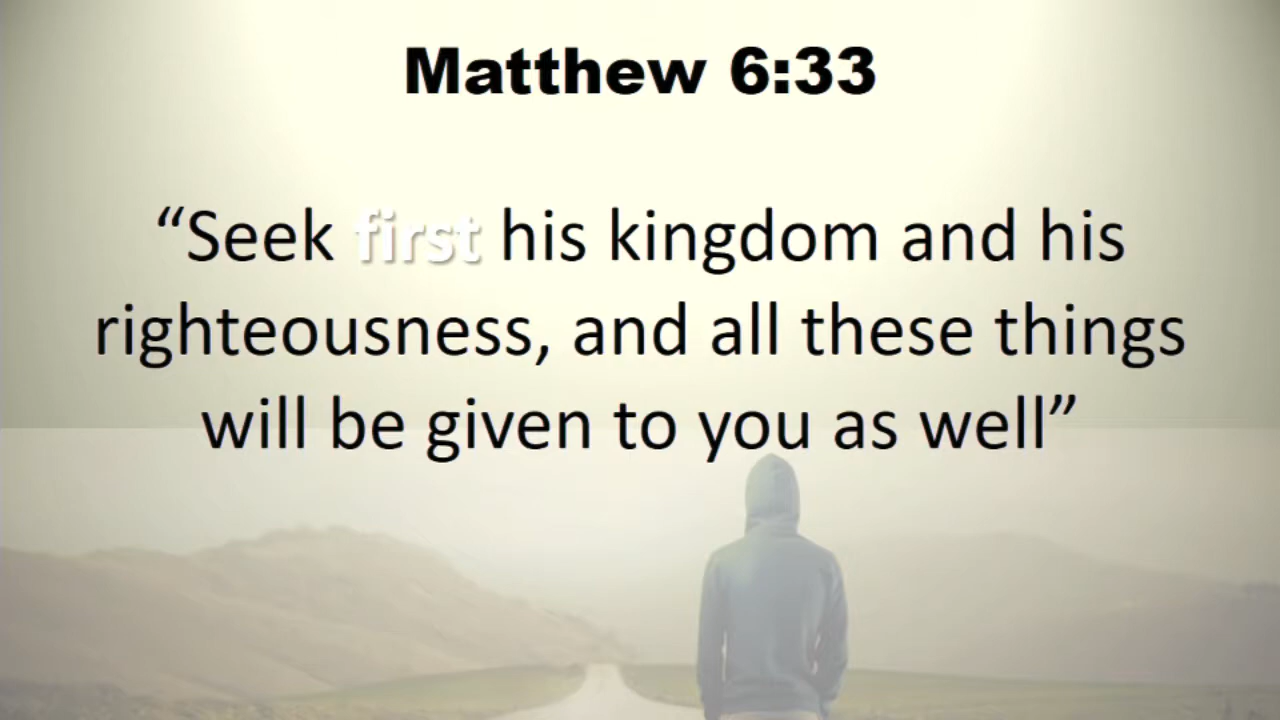 Matthew 6:33
“Seek first his kingdom and his
righteousness, and all these things
will be given to you as well”